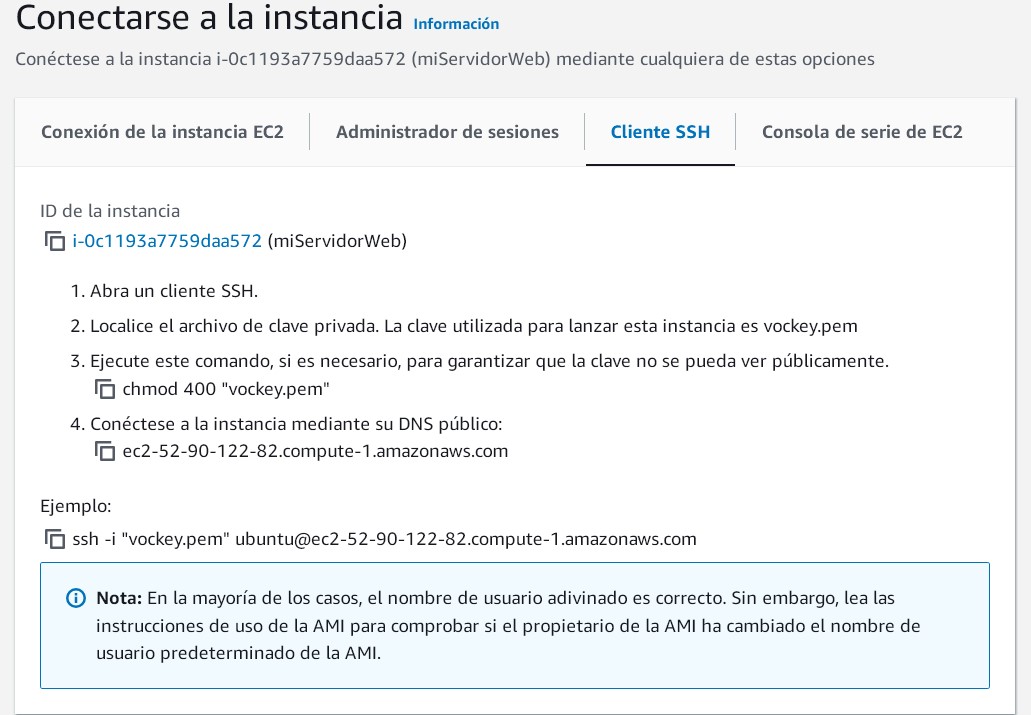 Conectarse a la instancia Información
Conéctese a la instancia i-0c1193a7759daa572 (miServidorWeb) mediante cualquiera de estas opciones
Conexión de la instancia EC2
Administrador de sesiones
Cliente SSH
Consola de serie de EC2
ID de la instancia
i-0c1193a7759daa572 (miServidorWeb)
1. Abra un cliente SSH.
2. Localice el archivo de clave privada. La clave utilizada para lanzar esta instancia es vockey.pem
3. Ejecute este comando, si es necesario, para garantizar que la clave no se pueda ver públicamente.
chmod 400 "vockey.pem"
4. Conéctese a la instancia mediante su DNS público:
ec2-52-90-122-82.compute-1.amazonaws.com
Ejemplo:
ssh -i "vockey.pem" ubuntu@ec2-52-90-122-82.compute-1.amazonaws.com
Nota: En la mayoría de los casos, el nombre de usuario adivinado es correcto. Sin embargo, lea las
instrucciones de uso de la AMI para comprobar si el propietario de la AMI ha cambiado el nombre de
usuario predeterminado de la AMI.